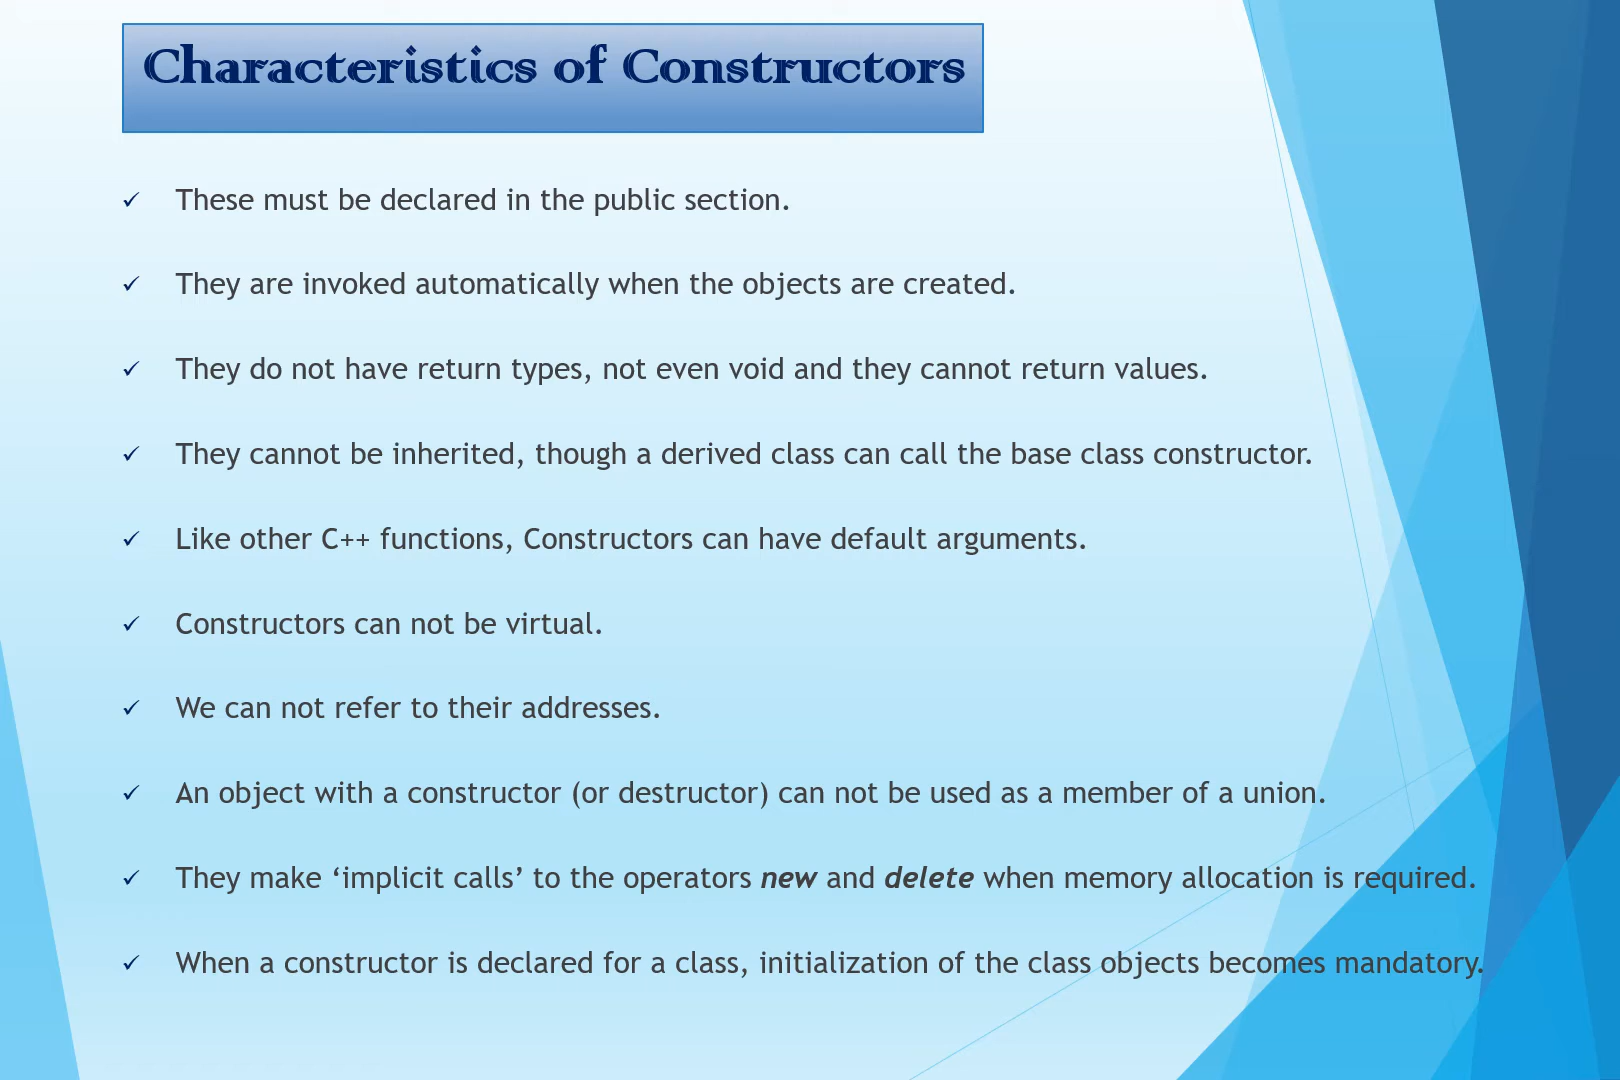 Characteristics of Constructors
✓ These must be declared in the public section.
✓ They are invoked automatically when the objects are created.
✓ They do not have return types, not even void and they cannot return values.
✓ They cannot be inherited, though a derived class can call the base class constructor.
✓ Like other C++ functions, Constructors can have default arguments.
✓ Constructors can not be virtual.
✓ We can not refer to their addresses.
✓ An object with a constructor (or destructor) can not be used as a member of a union.
✓ They make ‘implicit calls’ to the operators new and delete when memory allocation is required.
✓ When a constructor is declared for a class, initialization of the class objects becomes mandatory.